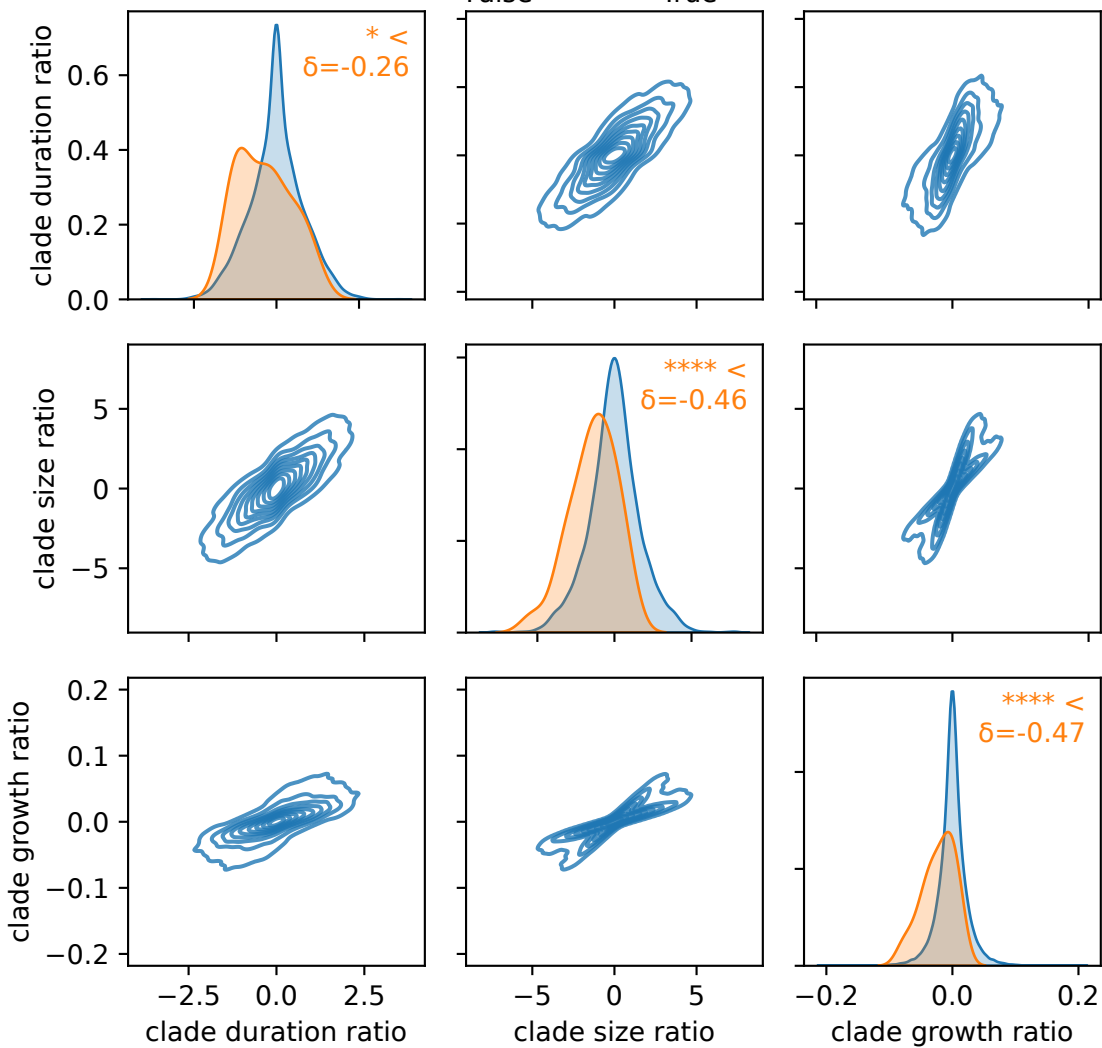 clade duration ratio
0.6
0.4
0.2
0.0
* <
δ=-0.26
clade size ratio
5
0
−5
**** <
δ=-0.46
clade growth ratio
0.2
0.1
0.0
−0.1
−0.2
**** <
δ=-0.47
−2.5 0.0 2.5
−5 0 5
−0.2 0.0 0.2
clade duration ratio
clade size ratio
clade growth ratio